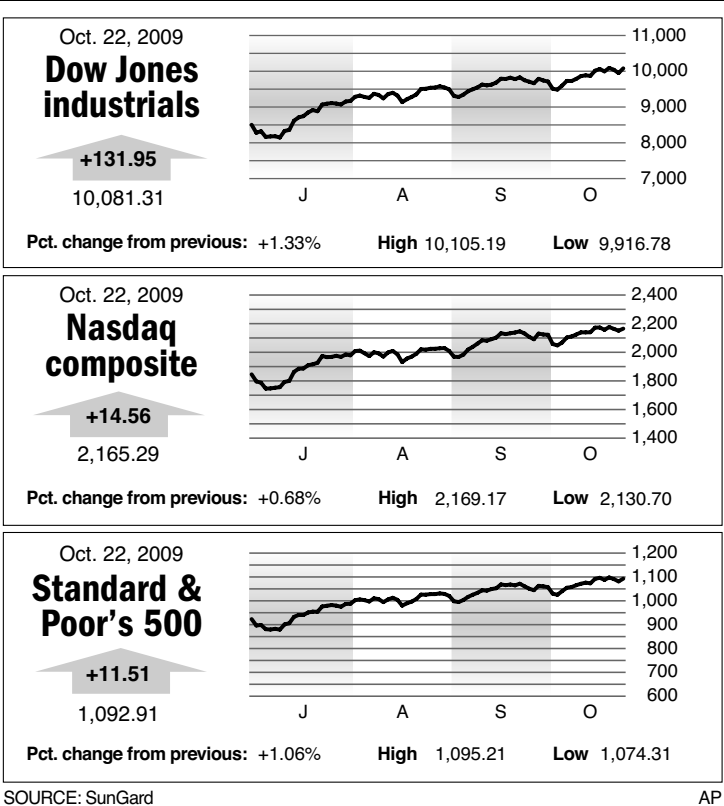 Oct. 22, 2009
Dow Jones
industrials
+131.95
10,081.31
11,000
10,000
9,000
8,000
7,000
J A S O
Pct. change from previous: +1.33% High 10,105.19 Low 9,916.78
Oct. 22, 2009
Nasdaq
composite
+14.56
2,165.29
2,400
2,200
2,000
1,800
1,600
1,400
J A S O
Pct. change from previous: +0.68% High 2,169.17 Low 2,130.70
Oct. 22, 2009
Standard &
Poor's 500
+11.51
1,092.91
1,200
1,100
1,000
900
800
700
600
J A S O
Pct. change from previous: +1.06% High 1,095.21 Low 1,074.31
SOURCE: SunGard AP